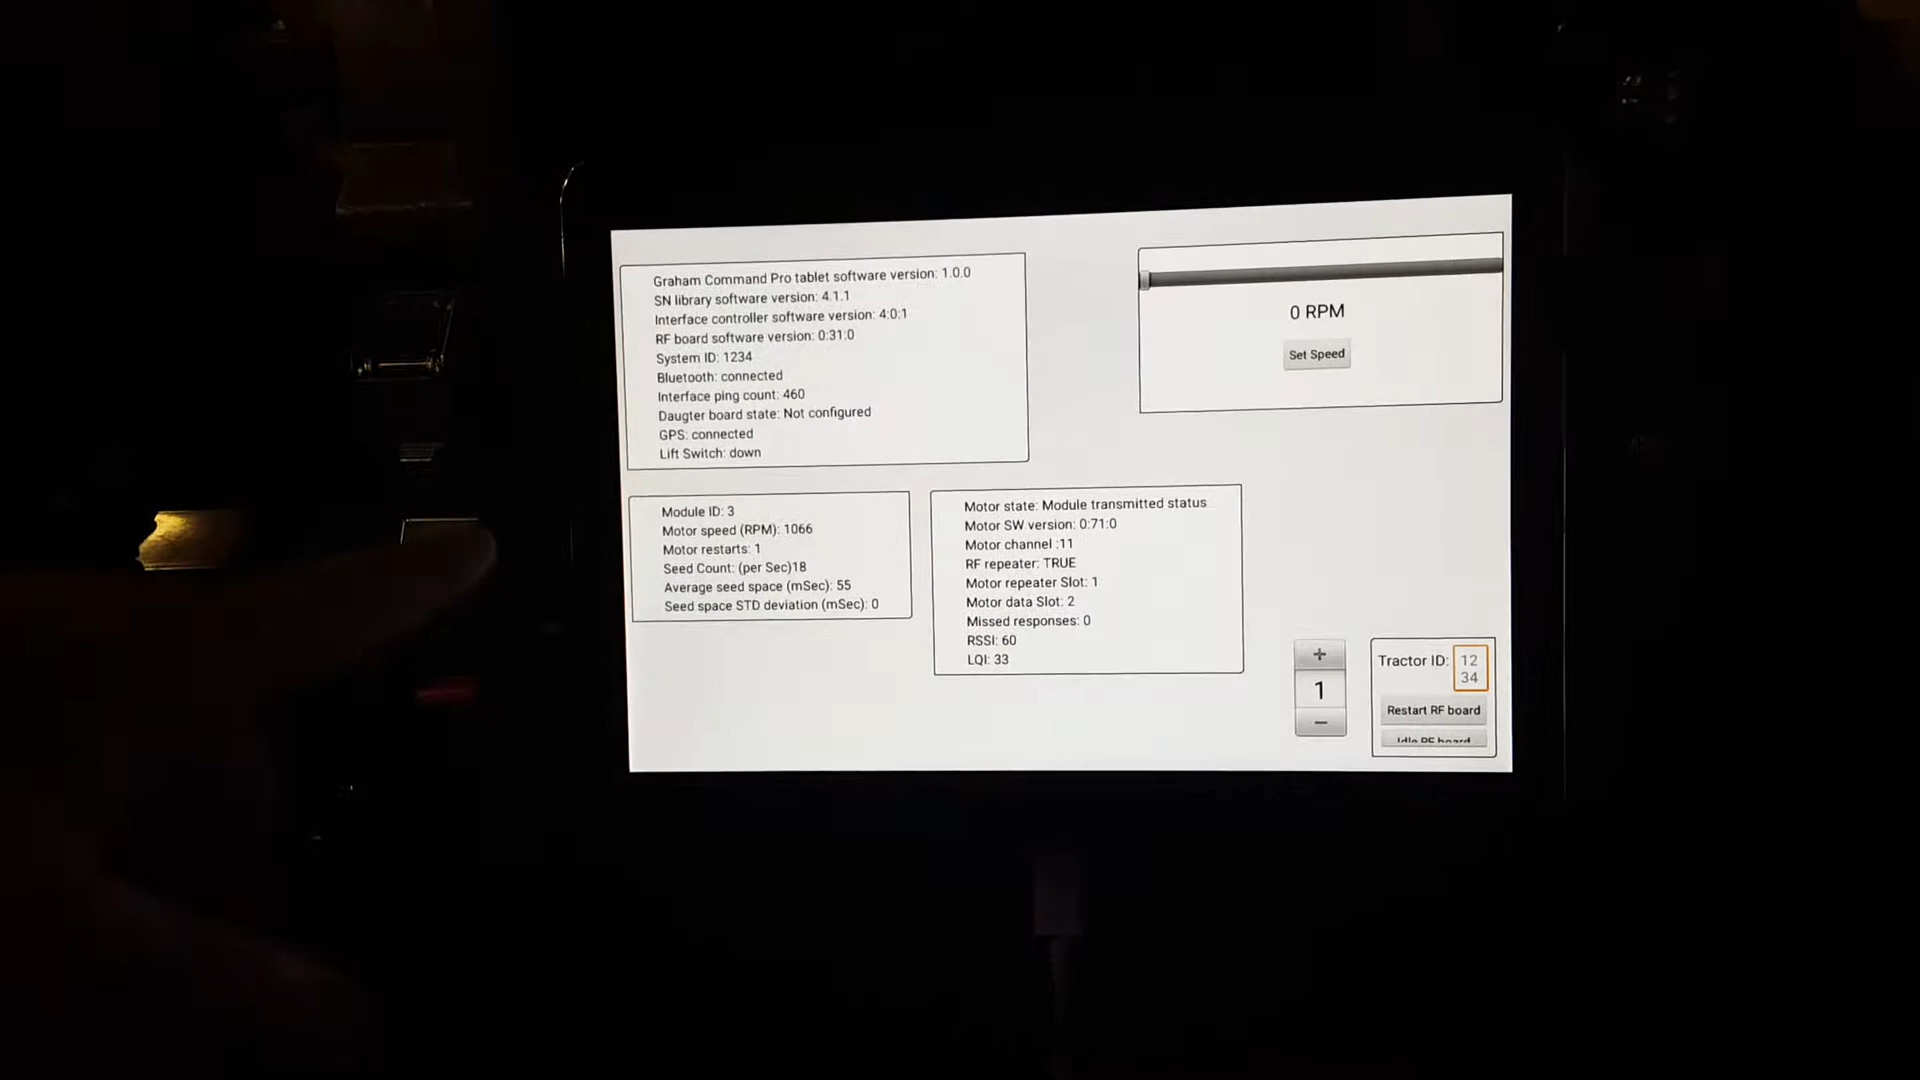 Graham Command Pro tablet software version: 1.0.0
SN library software version: 4.1.1
Interface controller software version: 4:0:1
RF board software version: 0:31:0
System ID: 1234
Bluetooth: connected
Interface ping count: 460
Daugter board state: Not configured
GPS: connected
Lift Switch: down
0 RPM
Set Speed
Module ID: 3
Motor speed (RPM): 1066
Motor restarts: 1
Seed Count: (per Sec)18
Average seed space (mSec): 55
Seed space STD deviation (mSec): 0
Motor state: Module transmitted status
Motor SW version: 0:71:0
Motor channel :11
RF repeater: TRUE
Motor repeater Slot: 1
Motor data Slot: 2
Missed responses: 0
RSSI: 60
LQI: 33
+
1
−
Tractor ID: 12
34
Restart RF board
Idle RF board